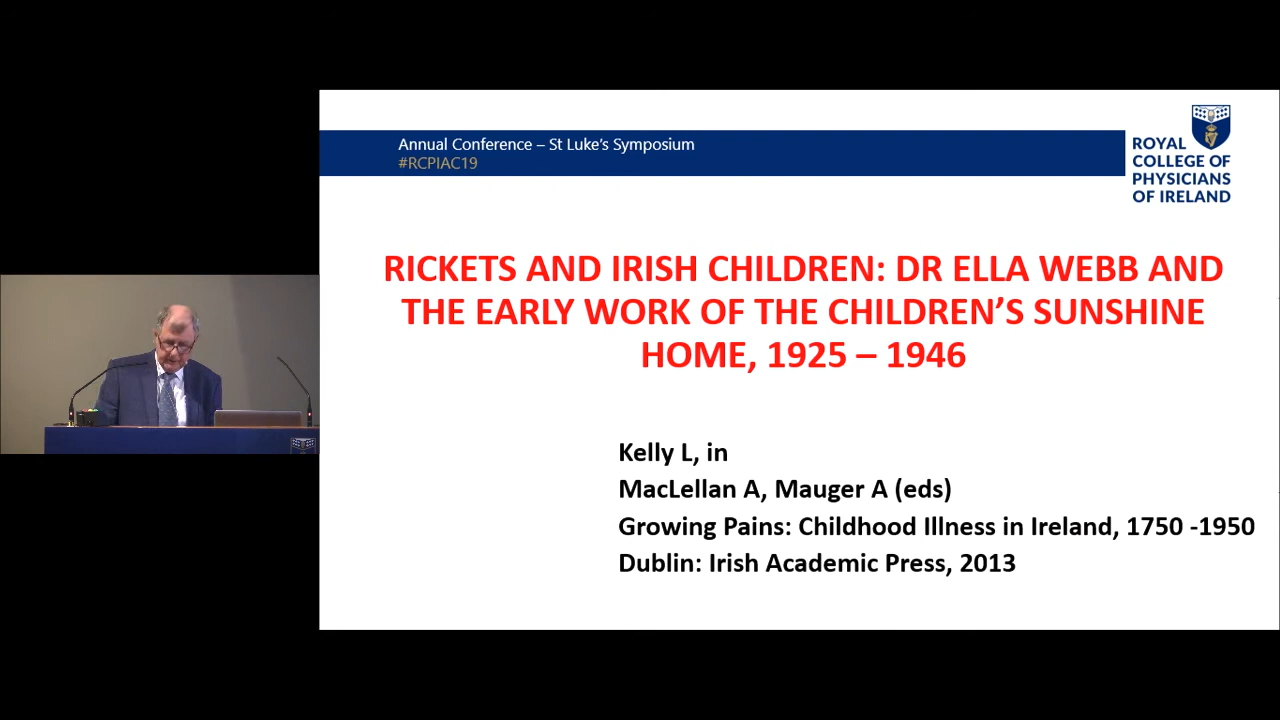 Annual Conference – St Luke's Symposium
#RCPIAC19
ROYAL
COLLEGE OF
PHYSICIANS
OF IRELAND
RICKETS AND IRISH CHILDREN: DR ELLA WEBB AND
THE EARLY WORK OF THE CHILDREN’S SUNSHINE
HOME, 1925 – 1946
Kelly L, in
MacLellan A, Mauger A (eds)
Growing Pains: Childhood Illness in Ireland, 1750 -1950
Dublin: Irish Academic Press, 2013